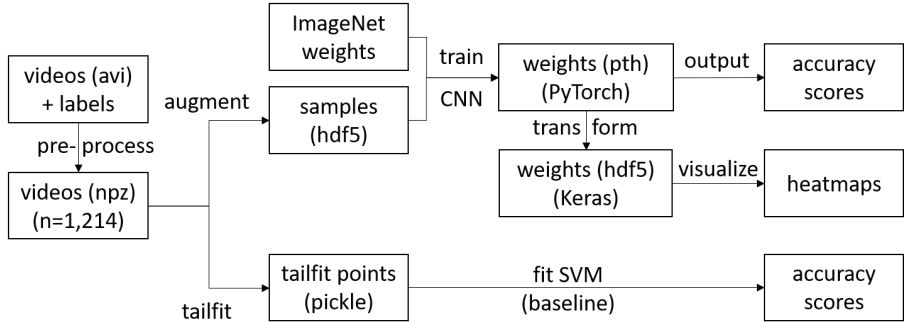 videos (avi)
+ labels
pre-process
videos (npz)
(n=1,214)
augment
tailfit
ImageNet
weights
samples
(hdf5)
train
CNN
weights (pth)
(PyTorch)
output
accuracy
scores
trans form
weights (hdf5)
(Keras)
visualize
heatmaps
tailfit points
(pickle)
fit SVM
(baseline)
accuracy
scores